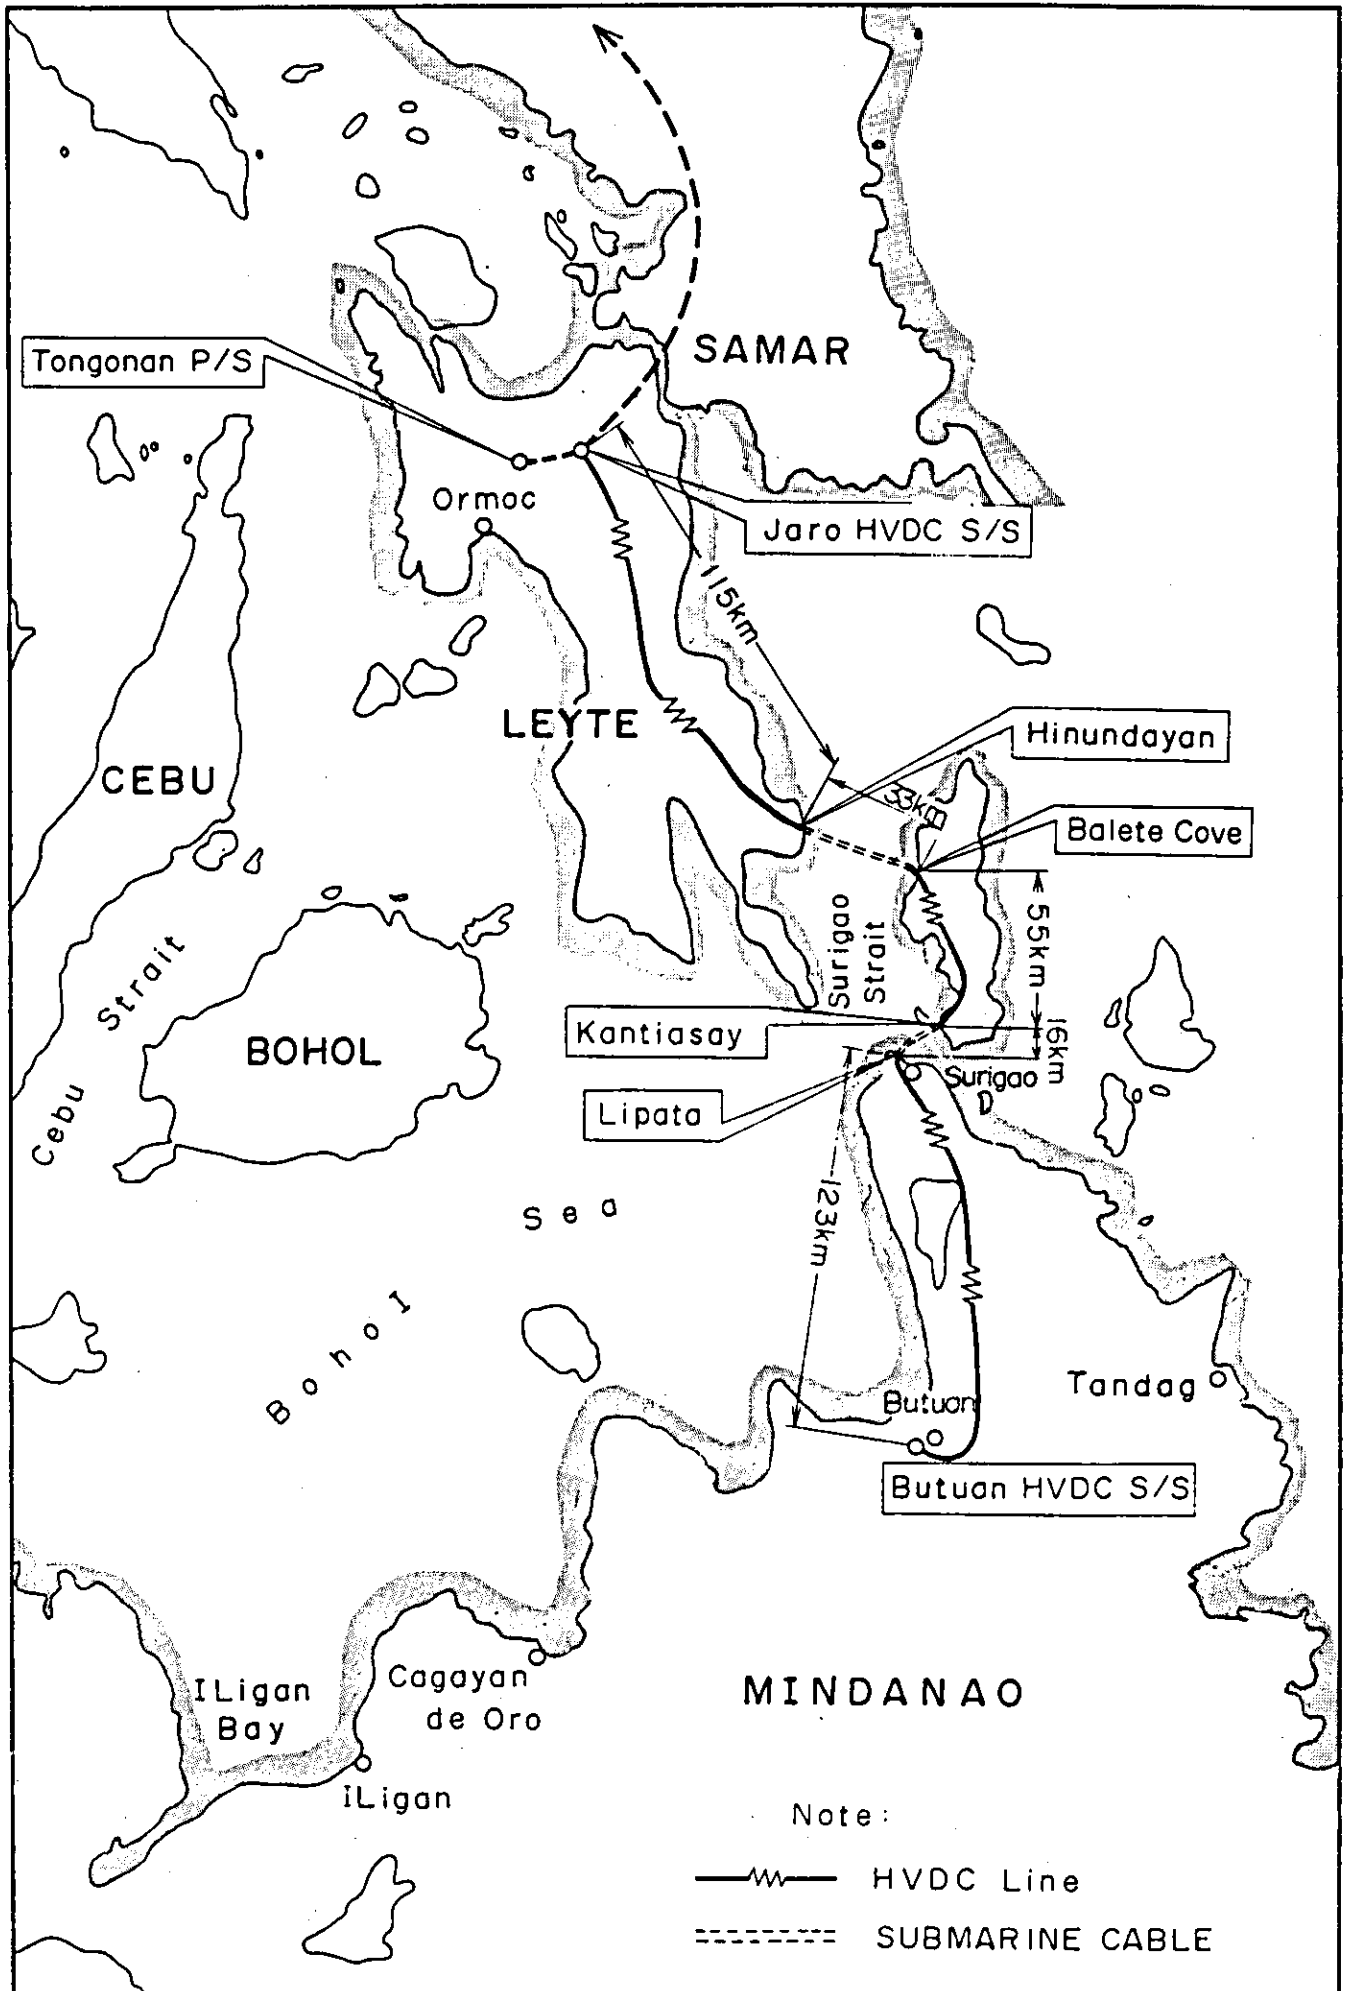 SAMAR
Tongonan P/S
Ormoc
Jaro HVDC S/S
115km
LEYTE
Hinundayan
CEBU
33km
Balete Cove
Surigao
Strait
55km
Cebu Strait
Kantiasay
16km
BOHOL
Surigao
Lipata
123km
Bohol Sea
Tandag
Butuan
Butuan HVDC S/S
ILigan
Bay
Cagayan
de Oro
MINDANAO
iLigan
Note:
HVDC Line
SUBMARINE CABLE